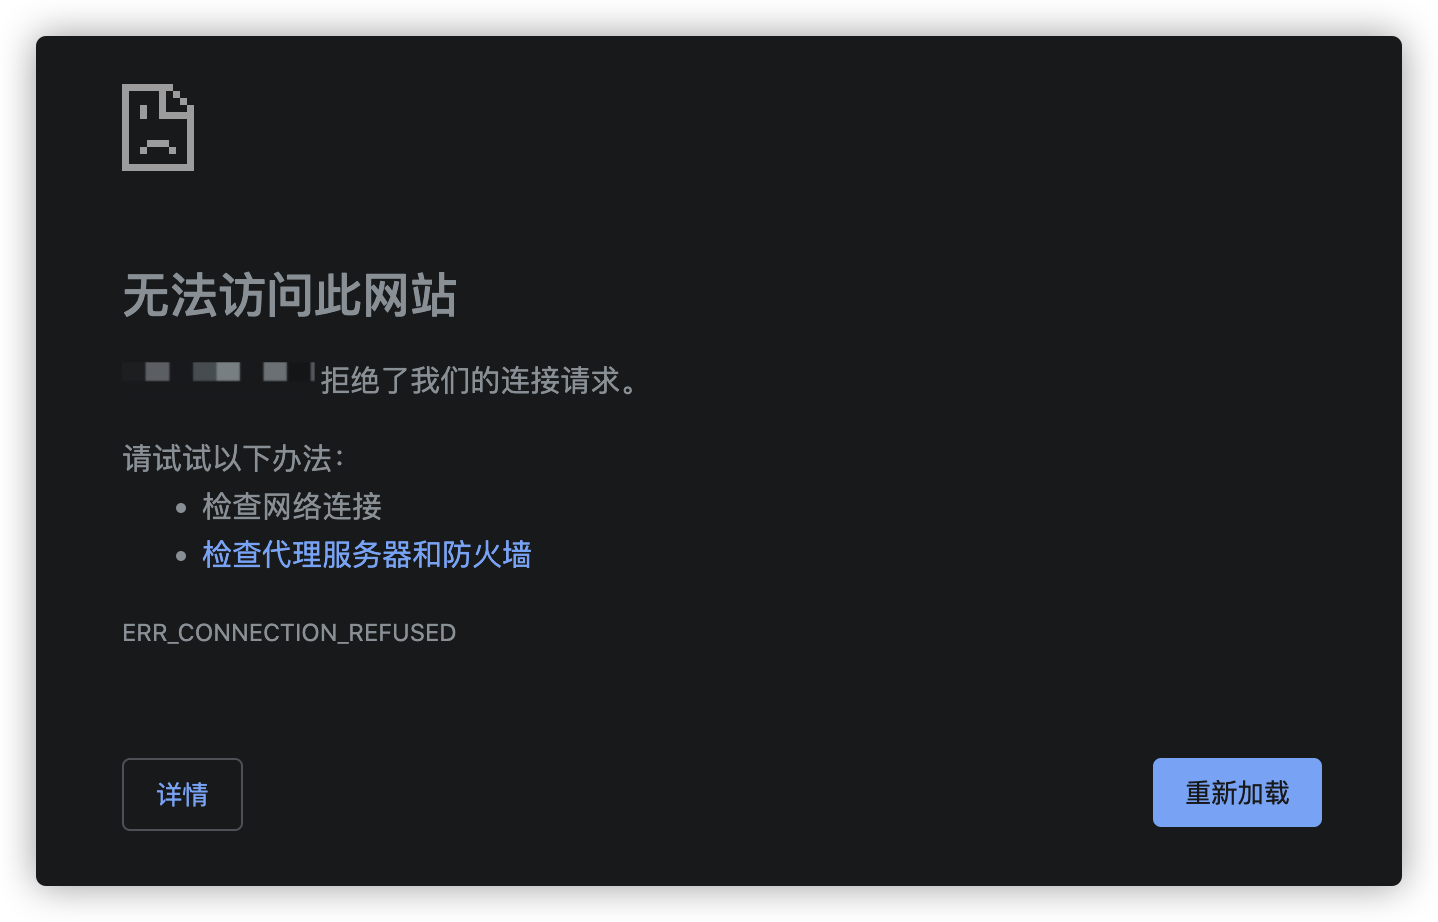 无法访问此网站
拒绝了我们的连接请求。
请试试以下办法：
• 检查网络连接
• 检查代理服务器和防火墙
ERR_CONNECTION_REFUSED
详情
重新加载